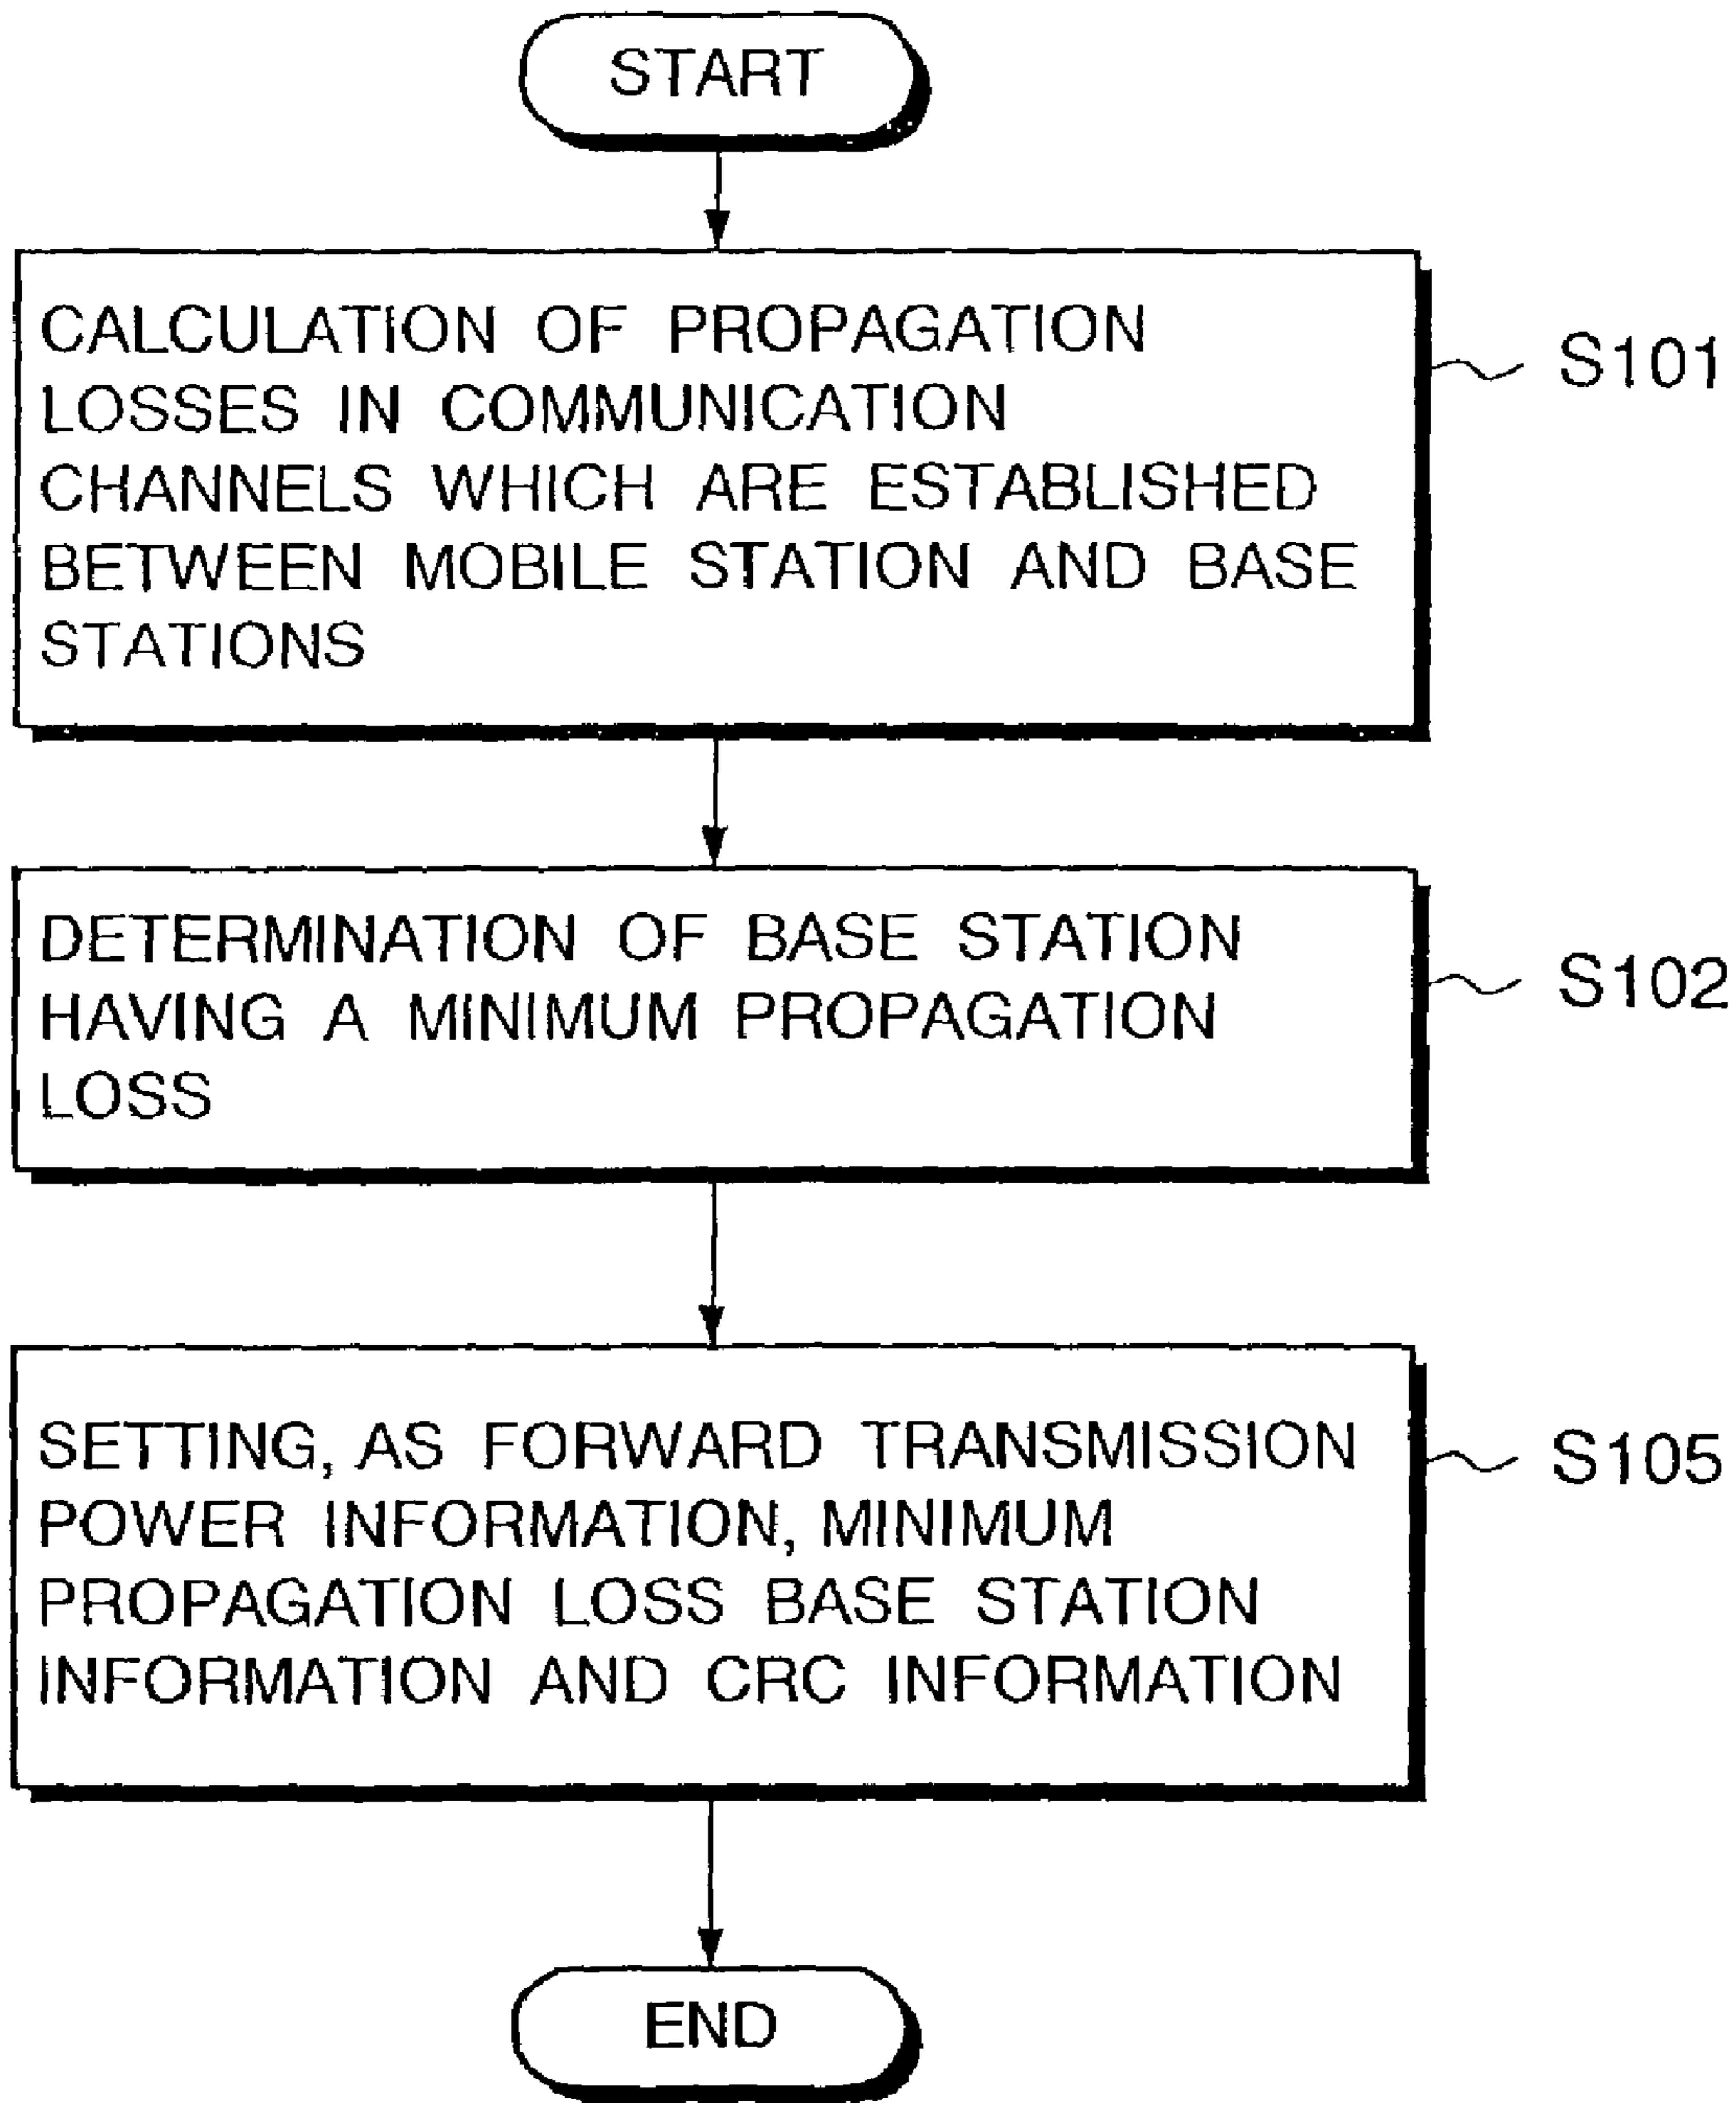 START
CALCULATION OF PROPAGATION
LOSSES IN COMMUNICATION
CHANNELS WHICH ARE ESTABLISHED
BETWEEN MOBILE STATION AND BASE
STATIONS
S101
DETERMINATION OF BASE STATION
HAVING A MINIMUM PROPAGATION
LOSS
S102
SETTING, AS FORWARD TRANSMISSION
POWER INFORMATION, MINIMUM
PROPAGATION LOSS BASE STATION
INFORMATION AND CRC INFORMATION
S105
END